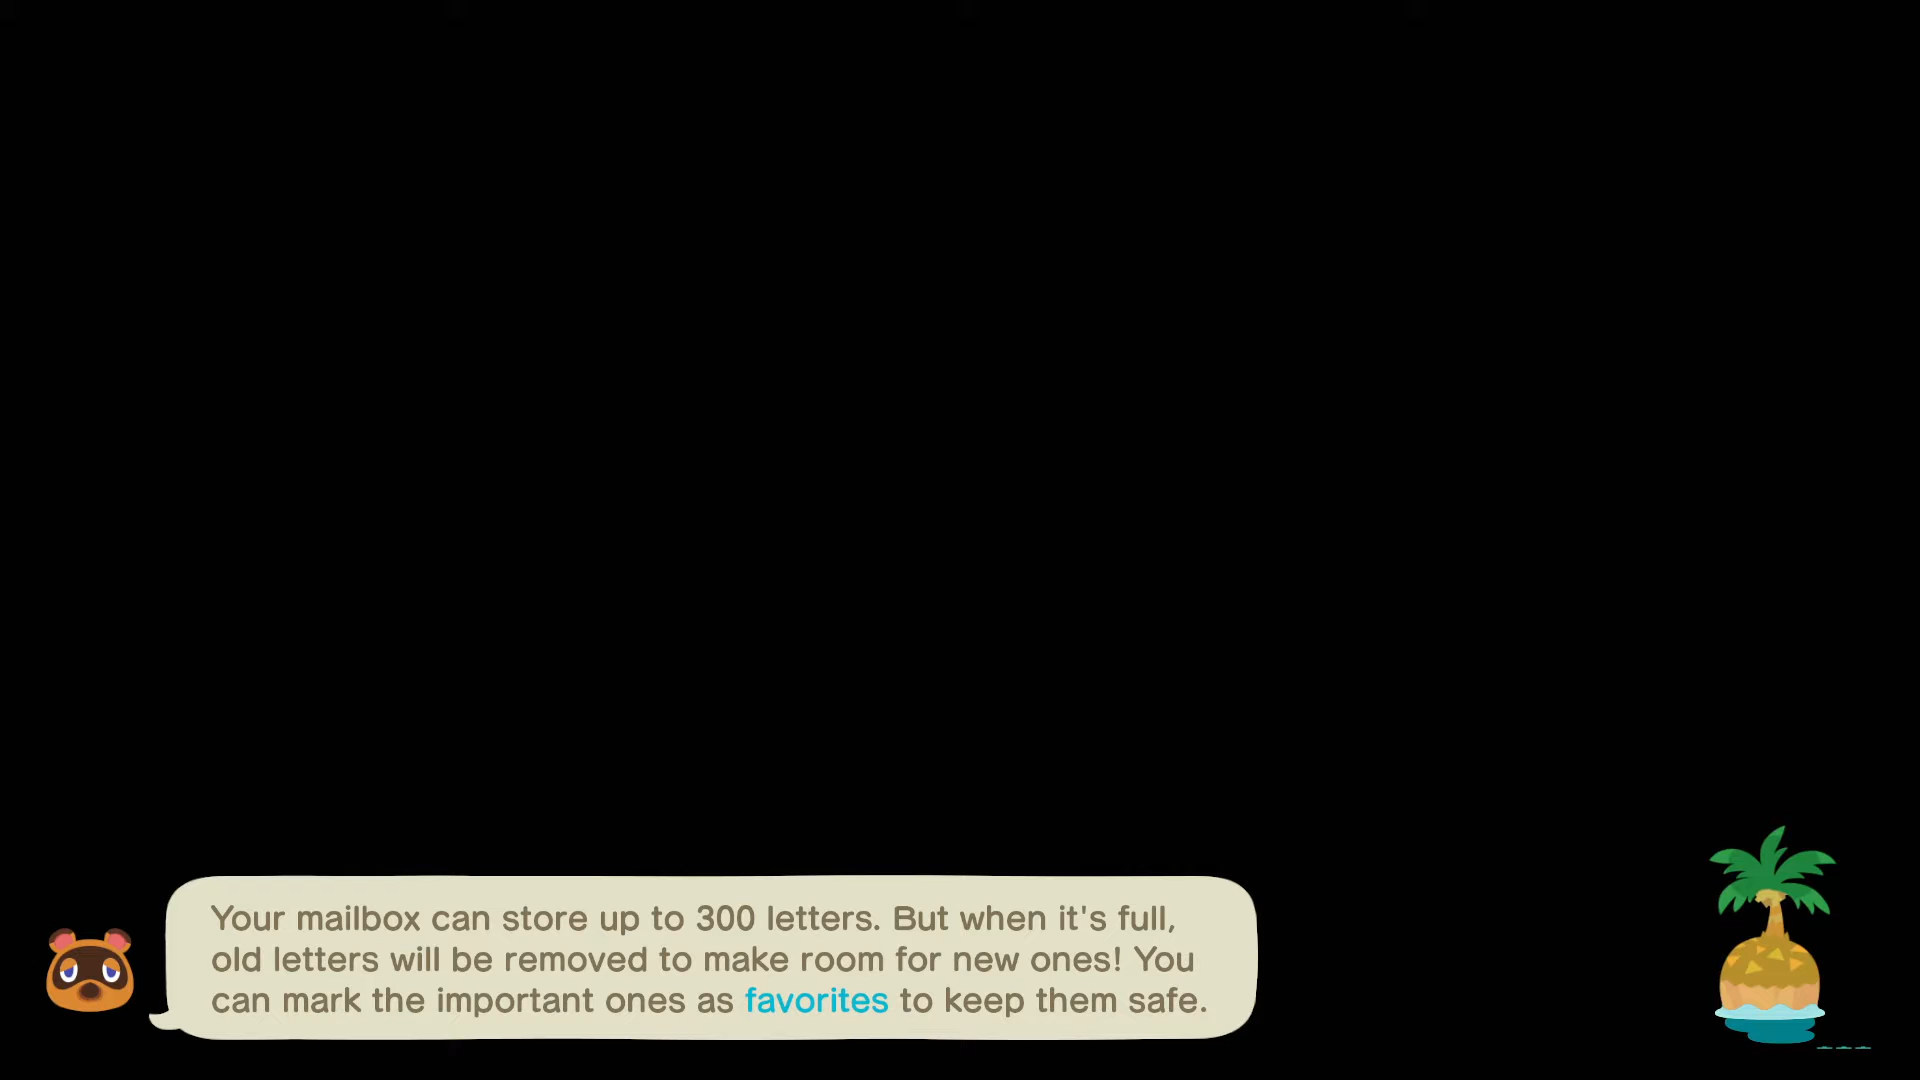 Your mailbox can store up to 300 letters. But when it's full,
old letters will be removed to make room for new ones! You
can mark the important ones as favorites to keep them safe.